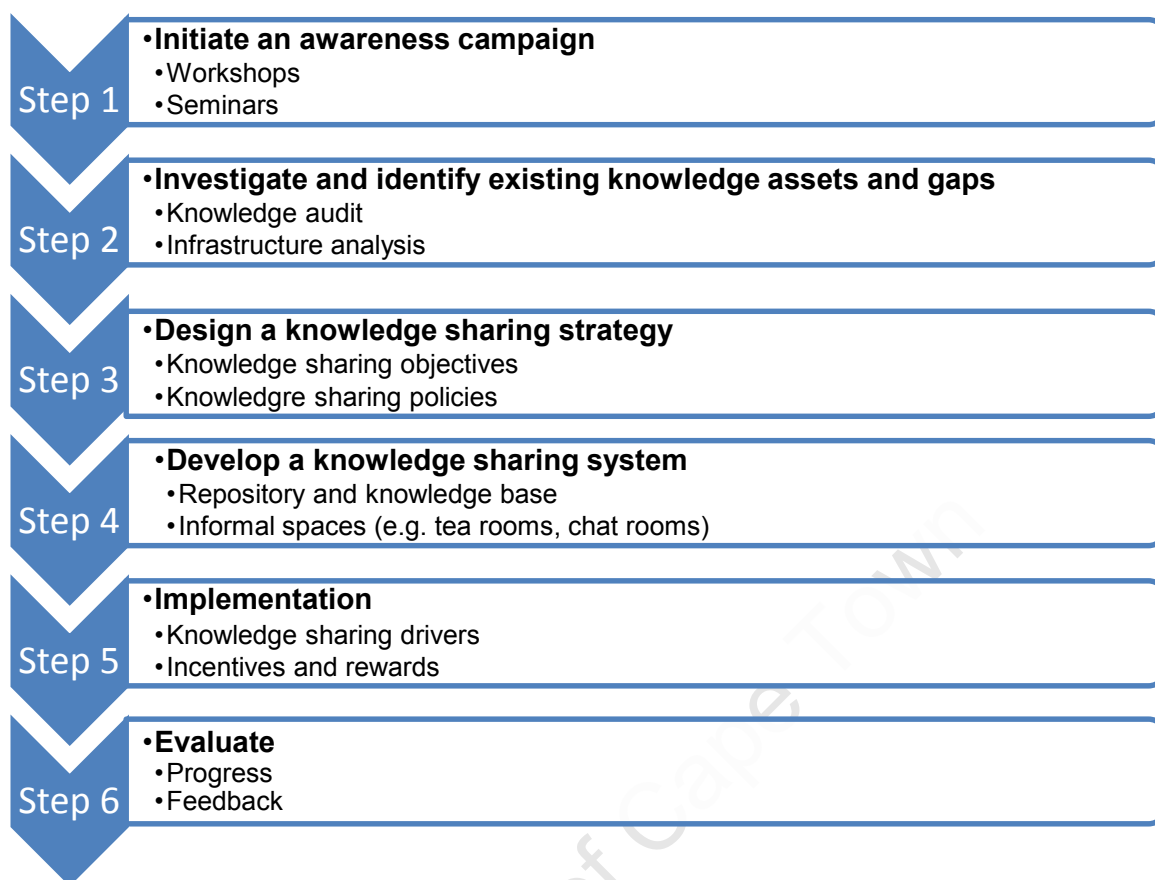 Step 1
•Initiate an awareness campaign
•Workshops
•Seminars
Step 2
•Investigate and identify existing knowledge assets and gaps
•Knowledge audit
•Infrastructure analysis
Step 3
•Design a knowledge sharing strategy
•Knowledge sharing objectives
•Knowledgre sharing policies
Step 4
•Develop a knowledge sharing system
•Repository and knowledge base
•Informal spaces (e.g. tea rooms, chat rooms)
Step 5
•Implementation
•Knowledge sharing drivers
•Incentives and rewards
Step 6
•Evaluate
•Progress
•Feedback
of Cape Town